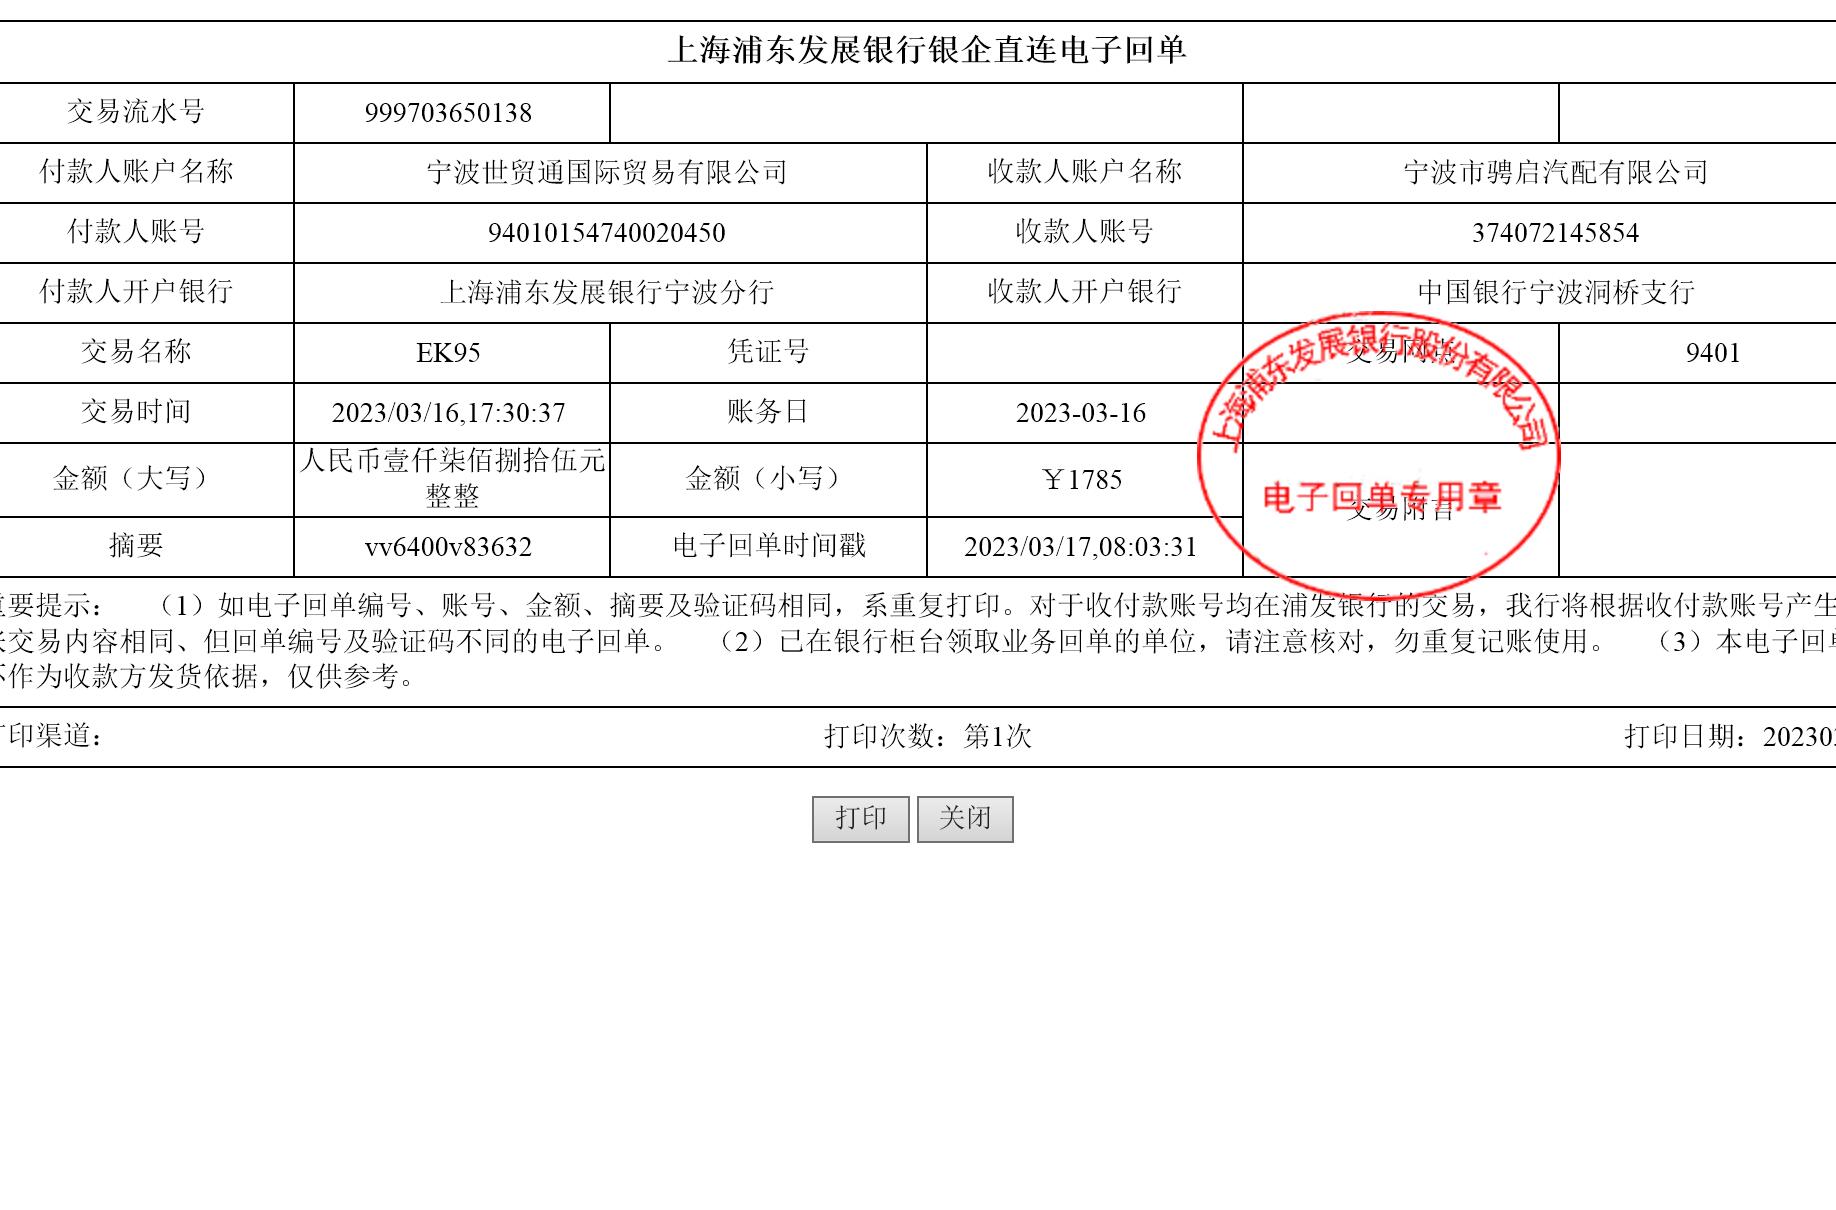 上海浦东发展银行银企直连电子回单
交易流水号 999703650138
付款人账户名称 宁波世贸通国际贸易有限公司 收款人账户名称 宁波市骋启汽配有限公司
付款人账号 94010154740020450 收款人账号 374072145854
付款人开户银行 上海浦东发展银行宁波分行 收款人开户银行 中国银行宁波洞桥支行
交易名称 EK95 凭证号 交易网点 9401
交易时间 2023/03/16,17:30:37 账务日 2023-03-16
金额（大写） 人民币壹仟柒佰捌拾伍元
整整 金额（小写） ￥1785
交易附言
摘要 vv6400v83632 电子回单时间戳 2023/03/17,08:03:31
上海浦东发展银行股份有限公司
电子回单专用章
重要提示： （1）如电子回单编号、账号、金额、摘要及验证码相同，系重复打印。对于收付款账号均在浦发银行的交易，我行将根据收付款账号产生
交易内容相同、但回单编号及验证码不同的电子回单。 （2）已在银行柜台领取业务回单的单位，请注意核对，勿重复记账使用。 （3）本电子回单
不作为收款方发货依据，仅供参考。
打印渠道： 打印次数：第1次 打印日期：20230
打印 关闭